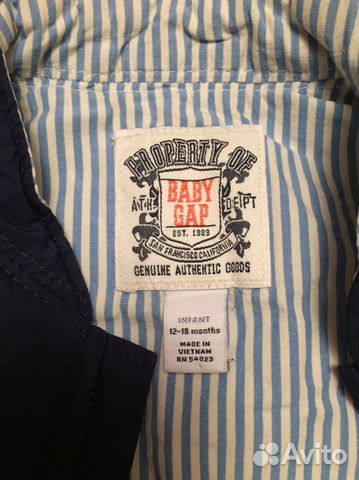 PROPERTY OF
ATH DEPT
BABY
GAP
EST. 1969
SAN FRANCISCO CALIFORNIA
GENUINE AUTHENTIC GOODS
INFANT
12-18 months
MADE IN
VIETNAM
RN 54023
Avito